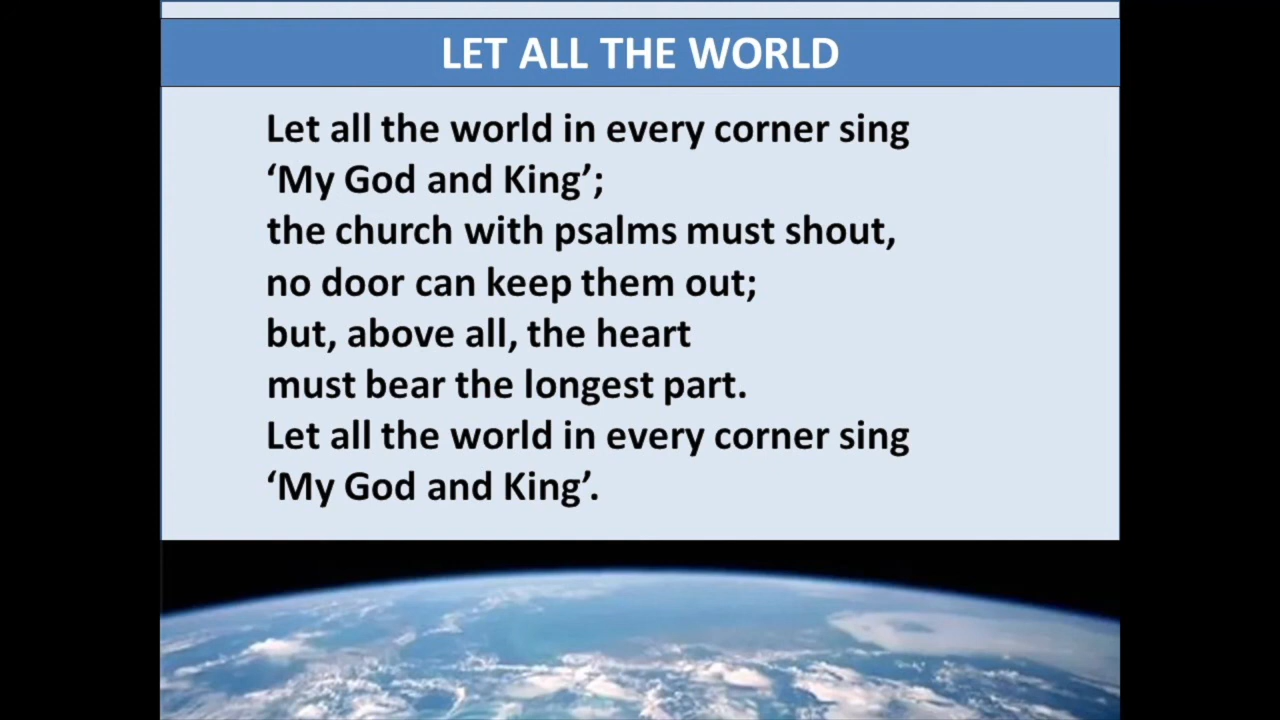 LET ALL THE WORLD
Let all the world in every corner sing
‘My God and King’;
the church with psalms must shout,
no door can keep them out;
but, above all, the heart
must bear the longest part.
Let all the world in every corner sing
‘My God and King’.